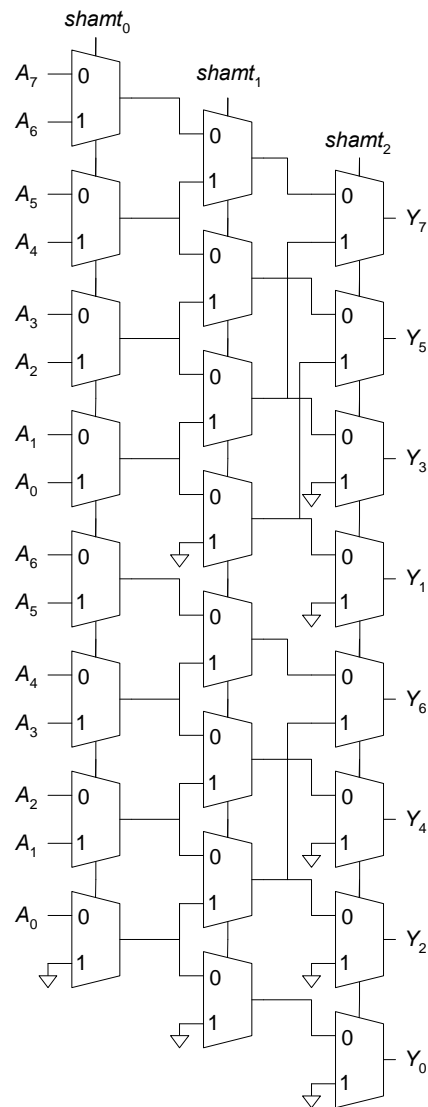 shamt₀
A₇ 0
A₆ 1
A₅ 0
A₄ 1
A₃ 0
A₂ 1
A₁ 0
A₀ 1
A₆ 0
A₅ 1
A₄ 0
A₃ 1
A₂ 0
A₁ 1
A₀ 0
1
shamt₁
0
1
0
1
0
1
0
1
0
1
0
1
0
1
0
1
shamt₂
0
Y₇
1
0
Y₅
1
0
Y₃
1
0
Y₁
1
0
Y₆
1
0
Y₄
1
0
Y₂
1
0
Y₀
1